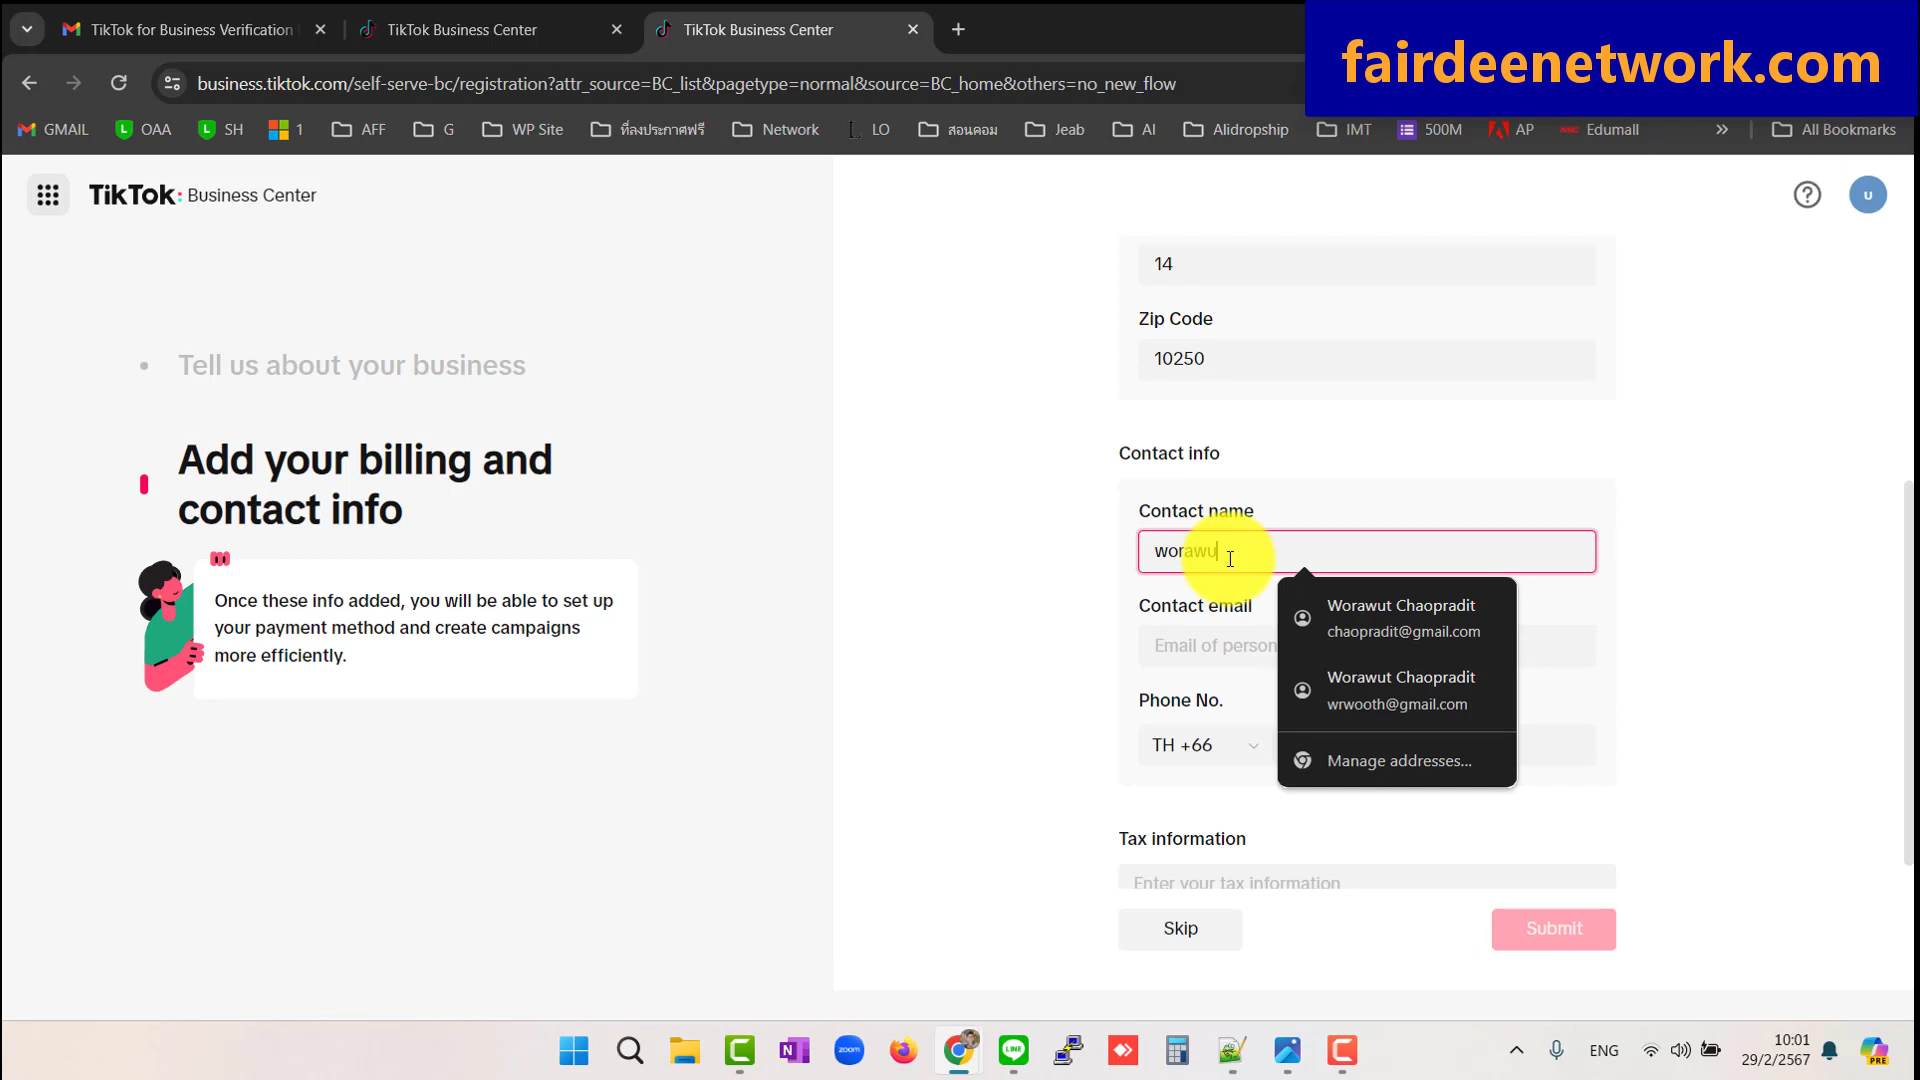 TikTok for Business Verification
TikTok Business Center
TikTok Business Center
fairdeenetwork.com
business.tiktok.com/self-serve-bc/registration?attr_source=BC_list&pagetype=normal&source=BC_home&others=no_new_flow
GMAIL
OAA
SH
1
AFF
G
WP Site
ที่ลงประกาศฟรี
Network
LO
สอนคอม
Jeab
AI
Alidropship
IMT
500M
AP
Edumall
All Bookmarks
TikTok: Business Center
U
Tell us about your business
Add your billing and
contact info
Once these info added, you will be able to set up
your payment method and create campaigns
more efficiently.
14
Zip Code
10250
Contact info
Contact name
worawu
Contact email
Email of person
Phone No.
TH +66
Worawut Chaopradit
chaopradit@gmail.com
Worawut Chaopradit
wrwooth@gmail.com
Manage addresses...
Tax information
Enter your tax information
Skip
Submit
zoom
LINE
ENG
10:01
29/2/2567
PRE